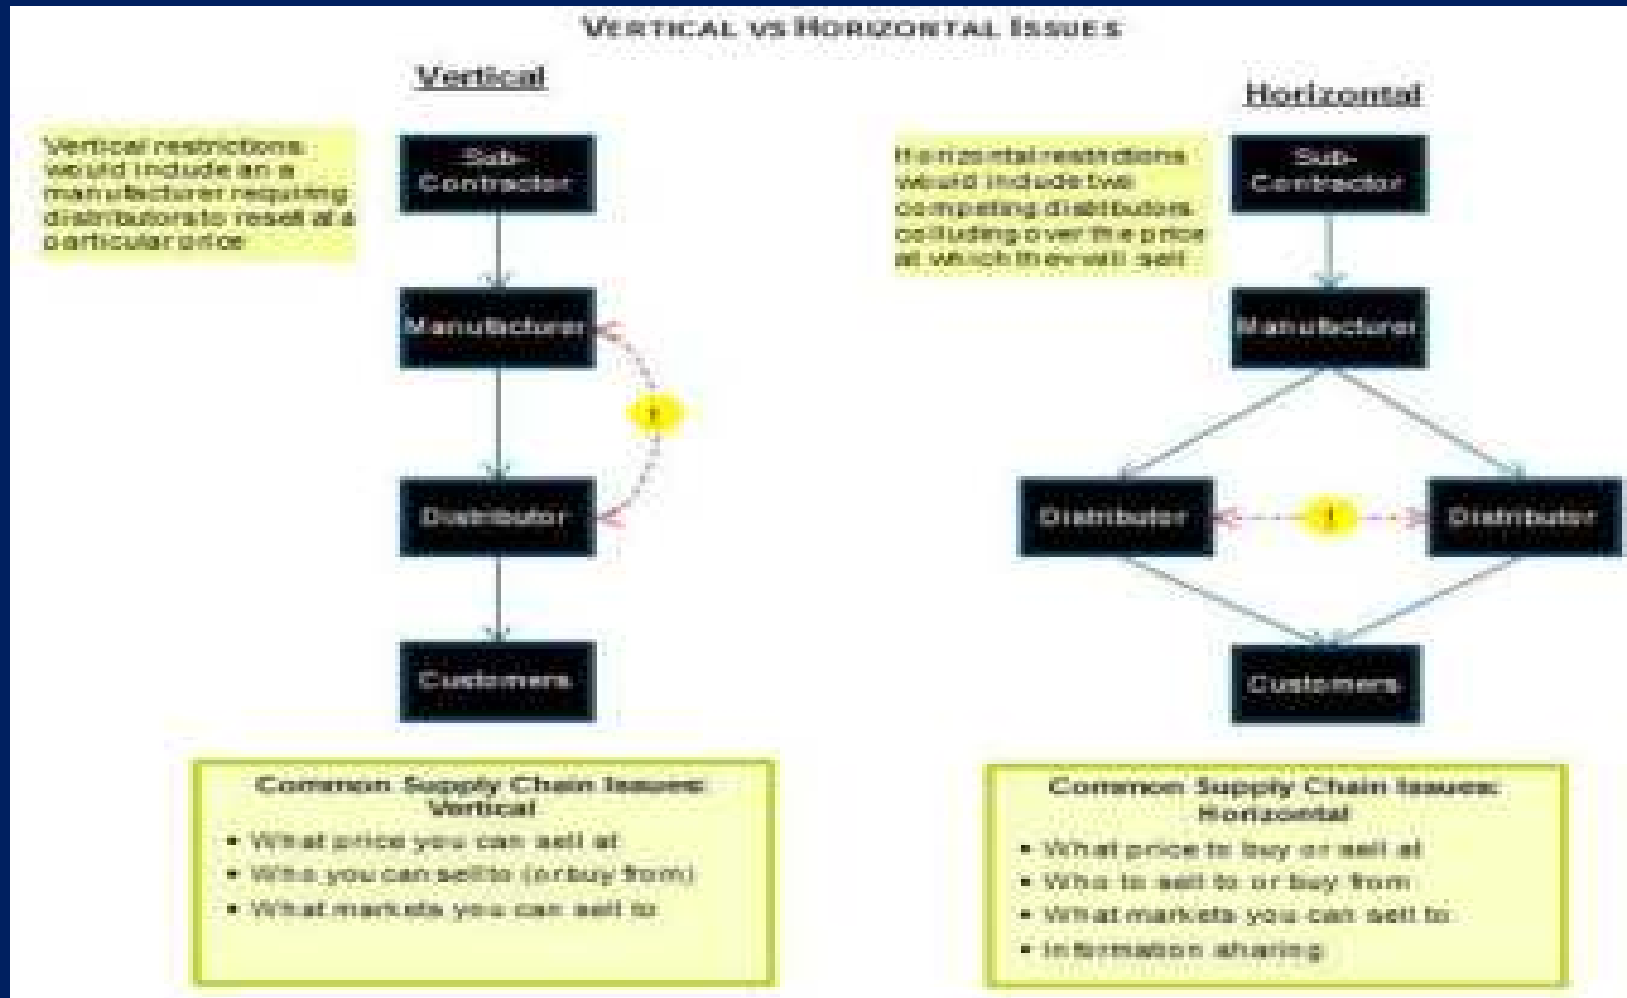 VERTICAL VS HORIZONTAL ISSUES
Vertical
Vertical restrictions
would include an a
manufacturer requiring
distributors to resell at a
particular price
Sub-
Contractor
Manufacturer
!
Distributor
Customers
Common Supply Chain Issues:
Vertical
• What price you can sell at
• Who you can sell to (or buy from)
• What markets you can sell to
Horizontal
Horizontal restrictions
would include two
competing distributors
colluding over the price
at which they will sell
Sub-
Contractor
Manufacturer
Distributor
!
Distributor
Customers
Common Supply Chain Issues:
Horizontal
• What price to buy or sell at
• Who to sell to or buy from
• What markets you can sell to
• Information sharing